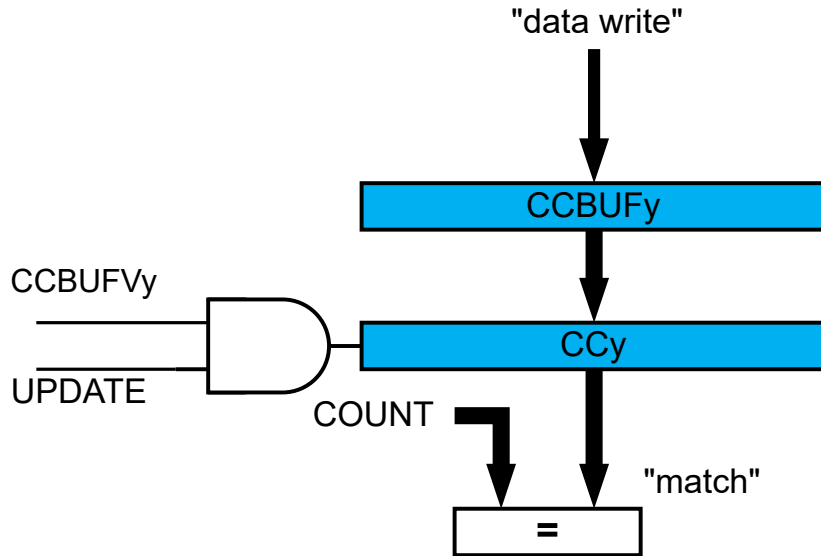 "data write"
CCBUFy
CCBUFVy
CCy
UPDATE
COUNT
"match"
=